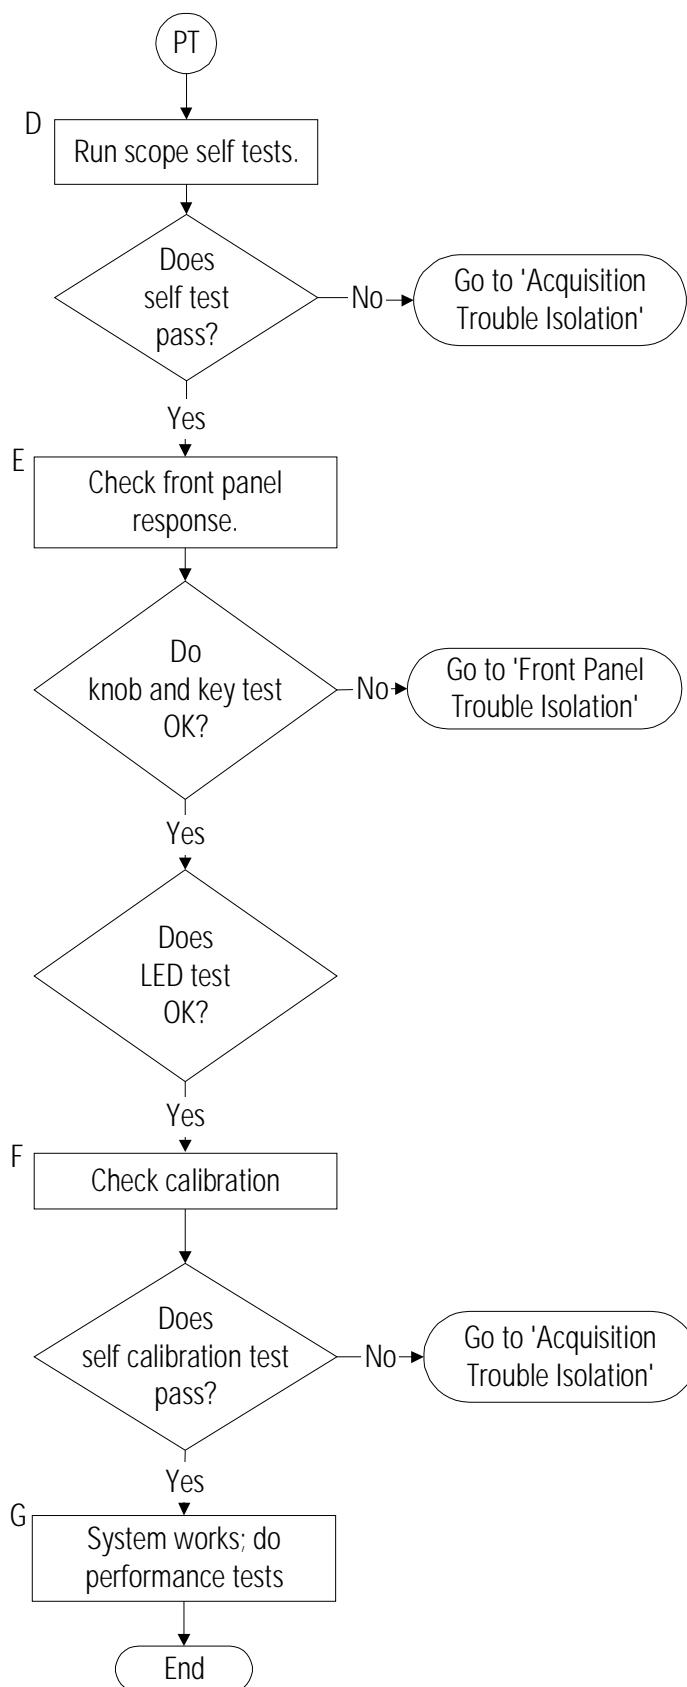 PT
D
Run scope self tests.
Does
self test
pass?
No
Go to 'Acquisition
Trouble Isolation'
Yes
E
Check front panel
response.
Do
knob and key test
OK?
No
Go to 'Front Panel
Trouble Isolation'
Yes
Does
LED test
OK?
Yes
F
Check calibration
Does
self calibration test
pass?
No
Go to 'Acquisition
Trouble Isolation'
Yes
G
System works; do
performance tests
End